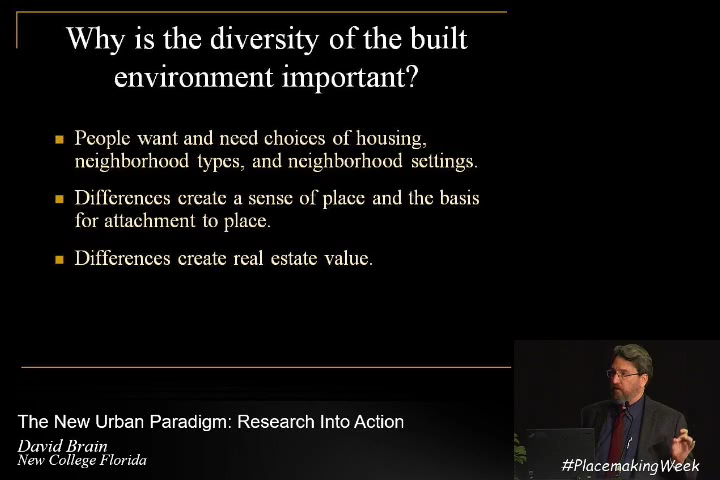 Why is the diversity of the built
environment important?
People want and need choices of housing,
neighborhood types, and neighborhood settings.
Differences create a sense of place and the basis
for attachment to place.
Differences create real estate value.
The New Urban Paradigm: Research Into Action
David Brain
New College Florida
#PlacemakingWeek